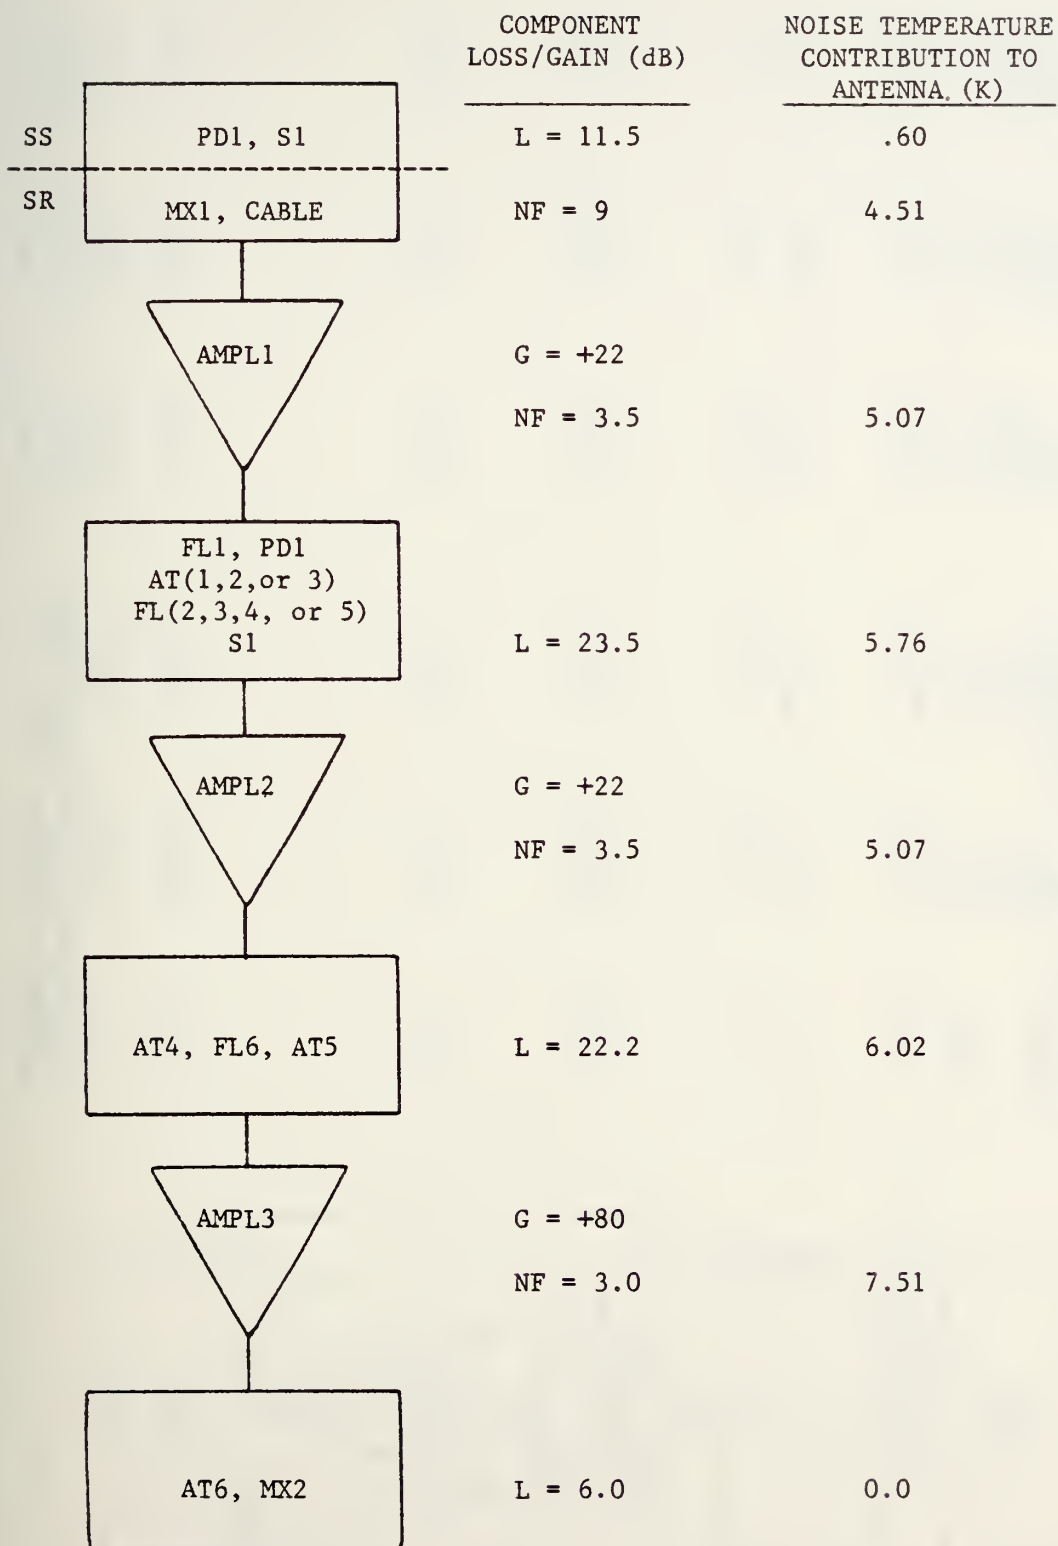 COMPONENT
LOSS/GAIN (dB)
NOISE TEMPERATURE
CONTRIBUTION TO
ANTENNA. (K)
SS
PD1, S1
L = 11.5
.60
SR
MX1, CABLE
NF = 9
4.51
AMPL1
G = +22
NF = 3.5
5.07
FL1, PD1
AT(1,2,or 3)
FL(2,3,4, or 5)
S1
L = 23.5
5.76
AMPL2
G = +22
NF = 3.5
5.07
AT4, FL6, AT5
L = 22.2
6.02
AMPL3
G = +80
NF = 3.0
7.51
AT6, MX2
L = 6.0
0.0